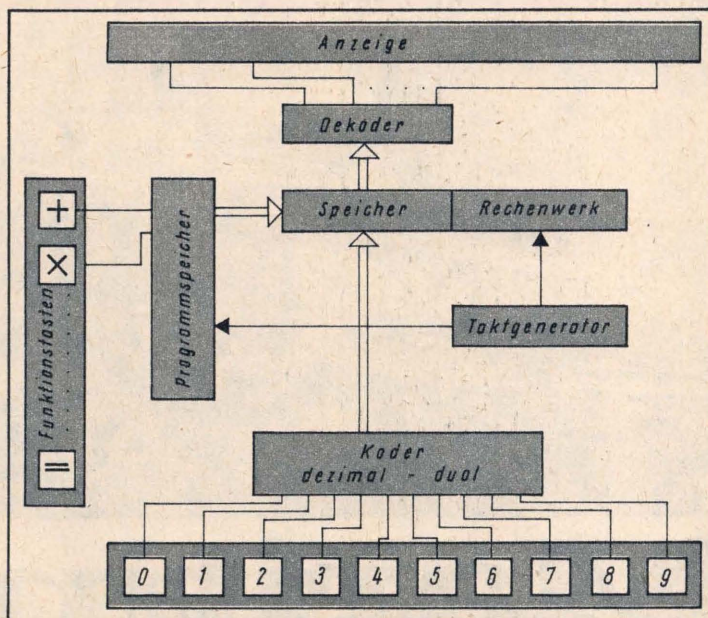 Anzeige
Dekoder
Speicher
Rechenwerk
+
×
=
Funktionstasten
Programmspeicher
Taktgenerator
Koder
dezimal - dual
0 1 2 3 4 5 6 7 8 9